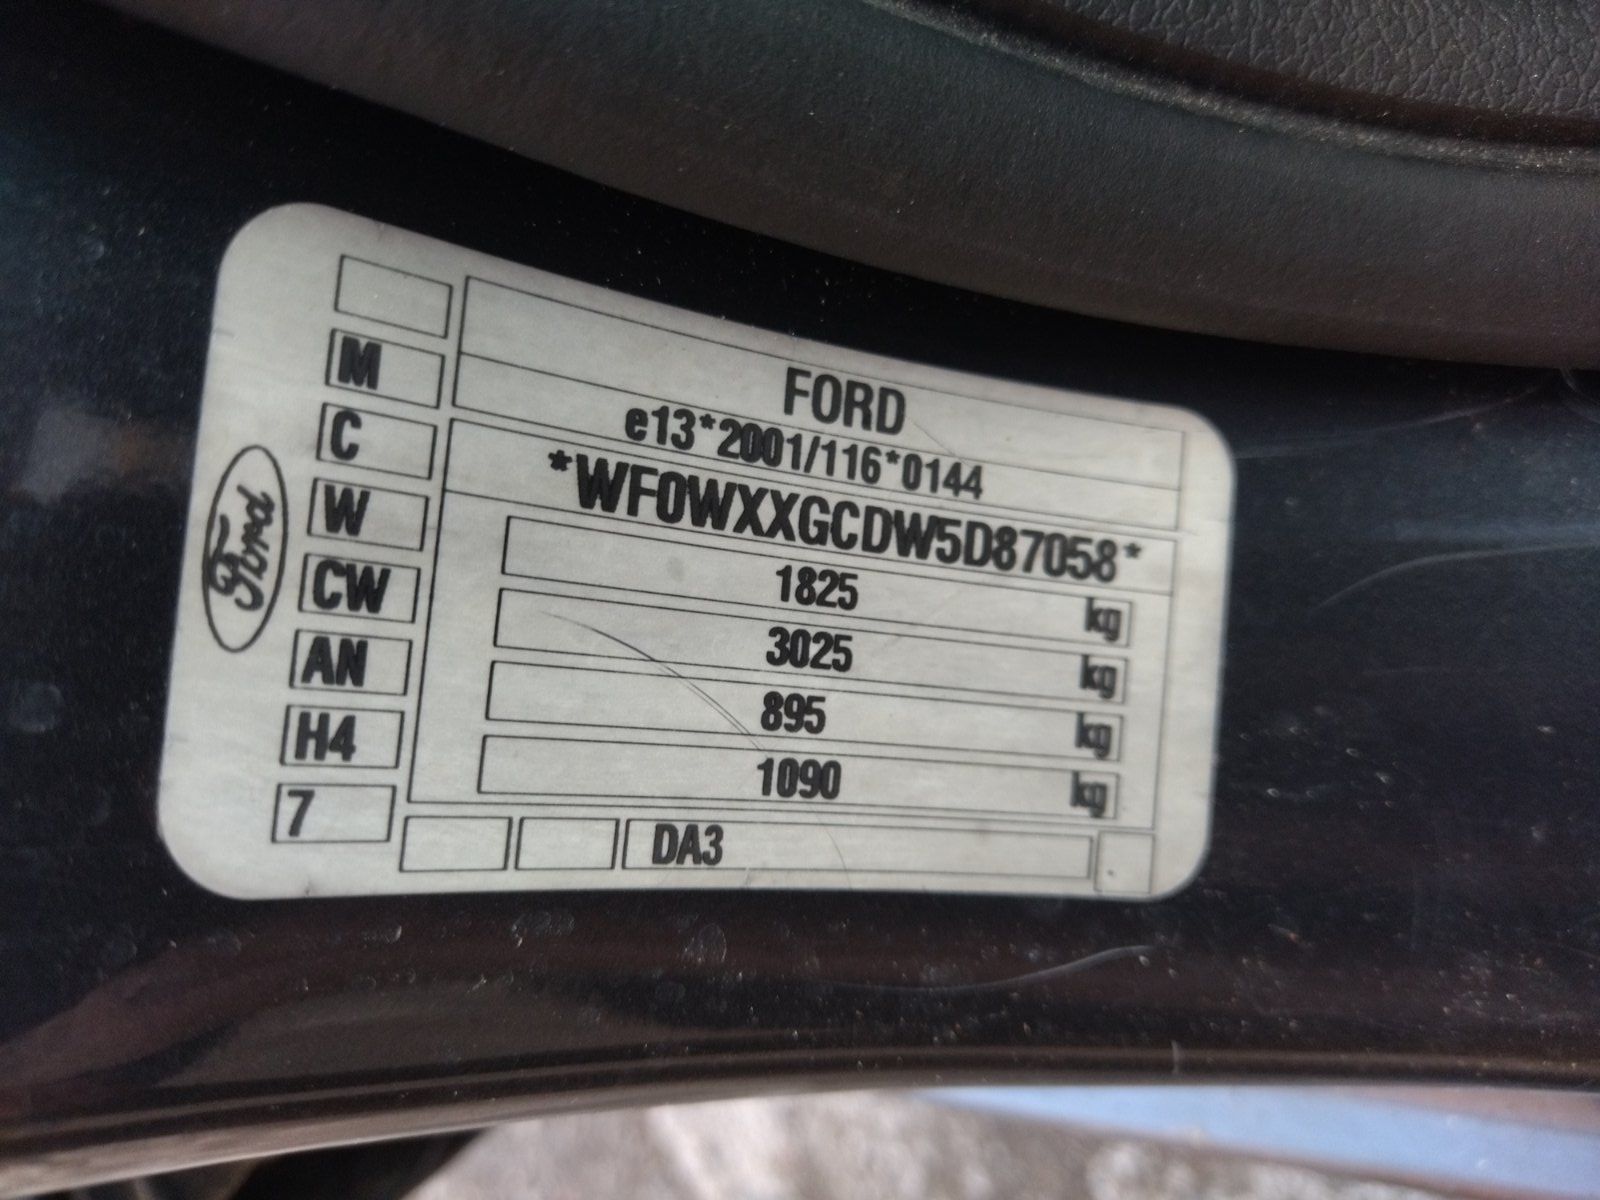 Ford
M
C
W
CW
AN
H4
7
FORD
e13*2001/116*0144
*WF0WXXGCDW5D87058*
1825 kg
3025 kg
895 kg
1090 kg
DA3